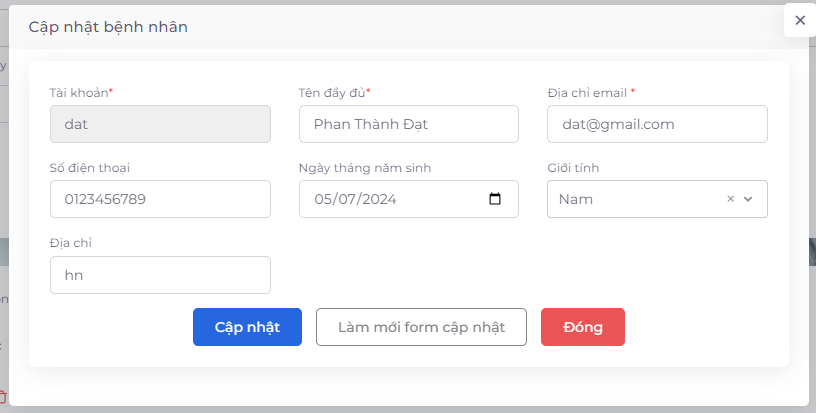 Cập nhật bệnh nhân
×
Tài khoản*
Tên đầy đủ*
Địa chỉ email *
dat
Phan Thành Đạt
dat@gmail.com
Số điện thoại
Ngày tháng năm sinh
Giới tính
0123456789
05/07/2024
Nam ×
Địa chỉ
hn
Cập nhật
Làm mới form cập nhật
Đóng